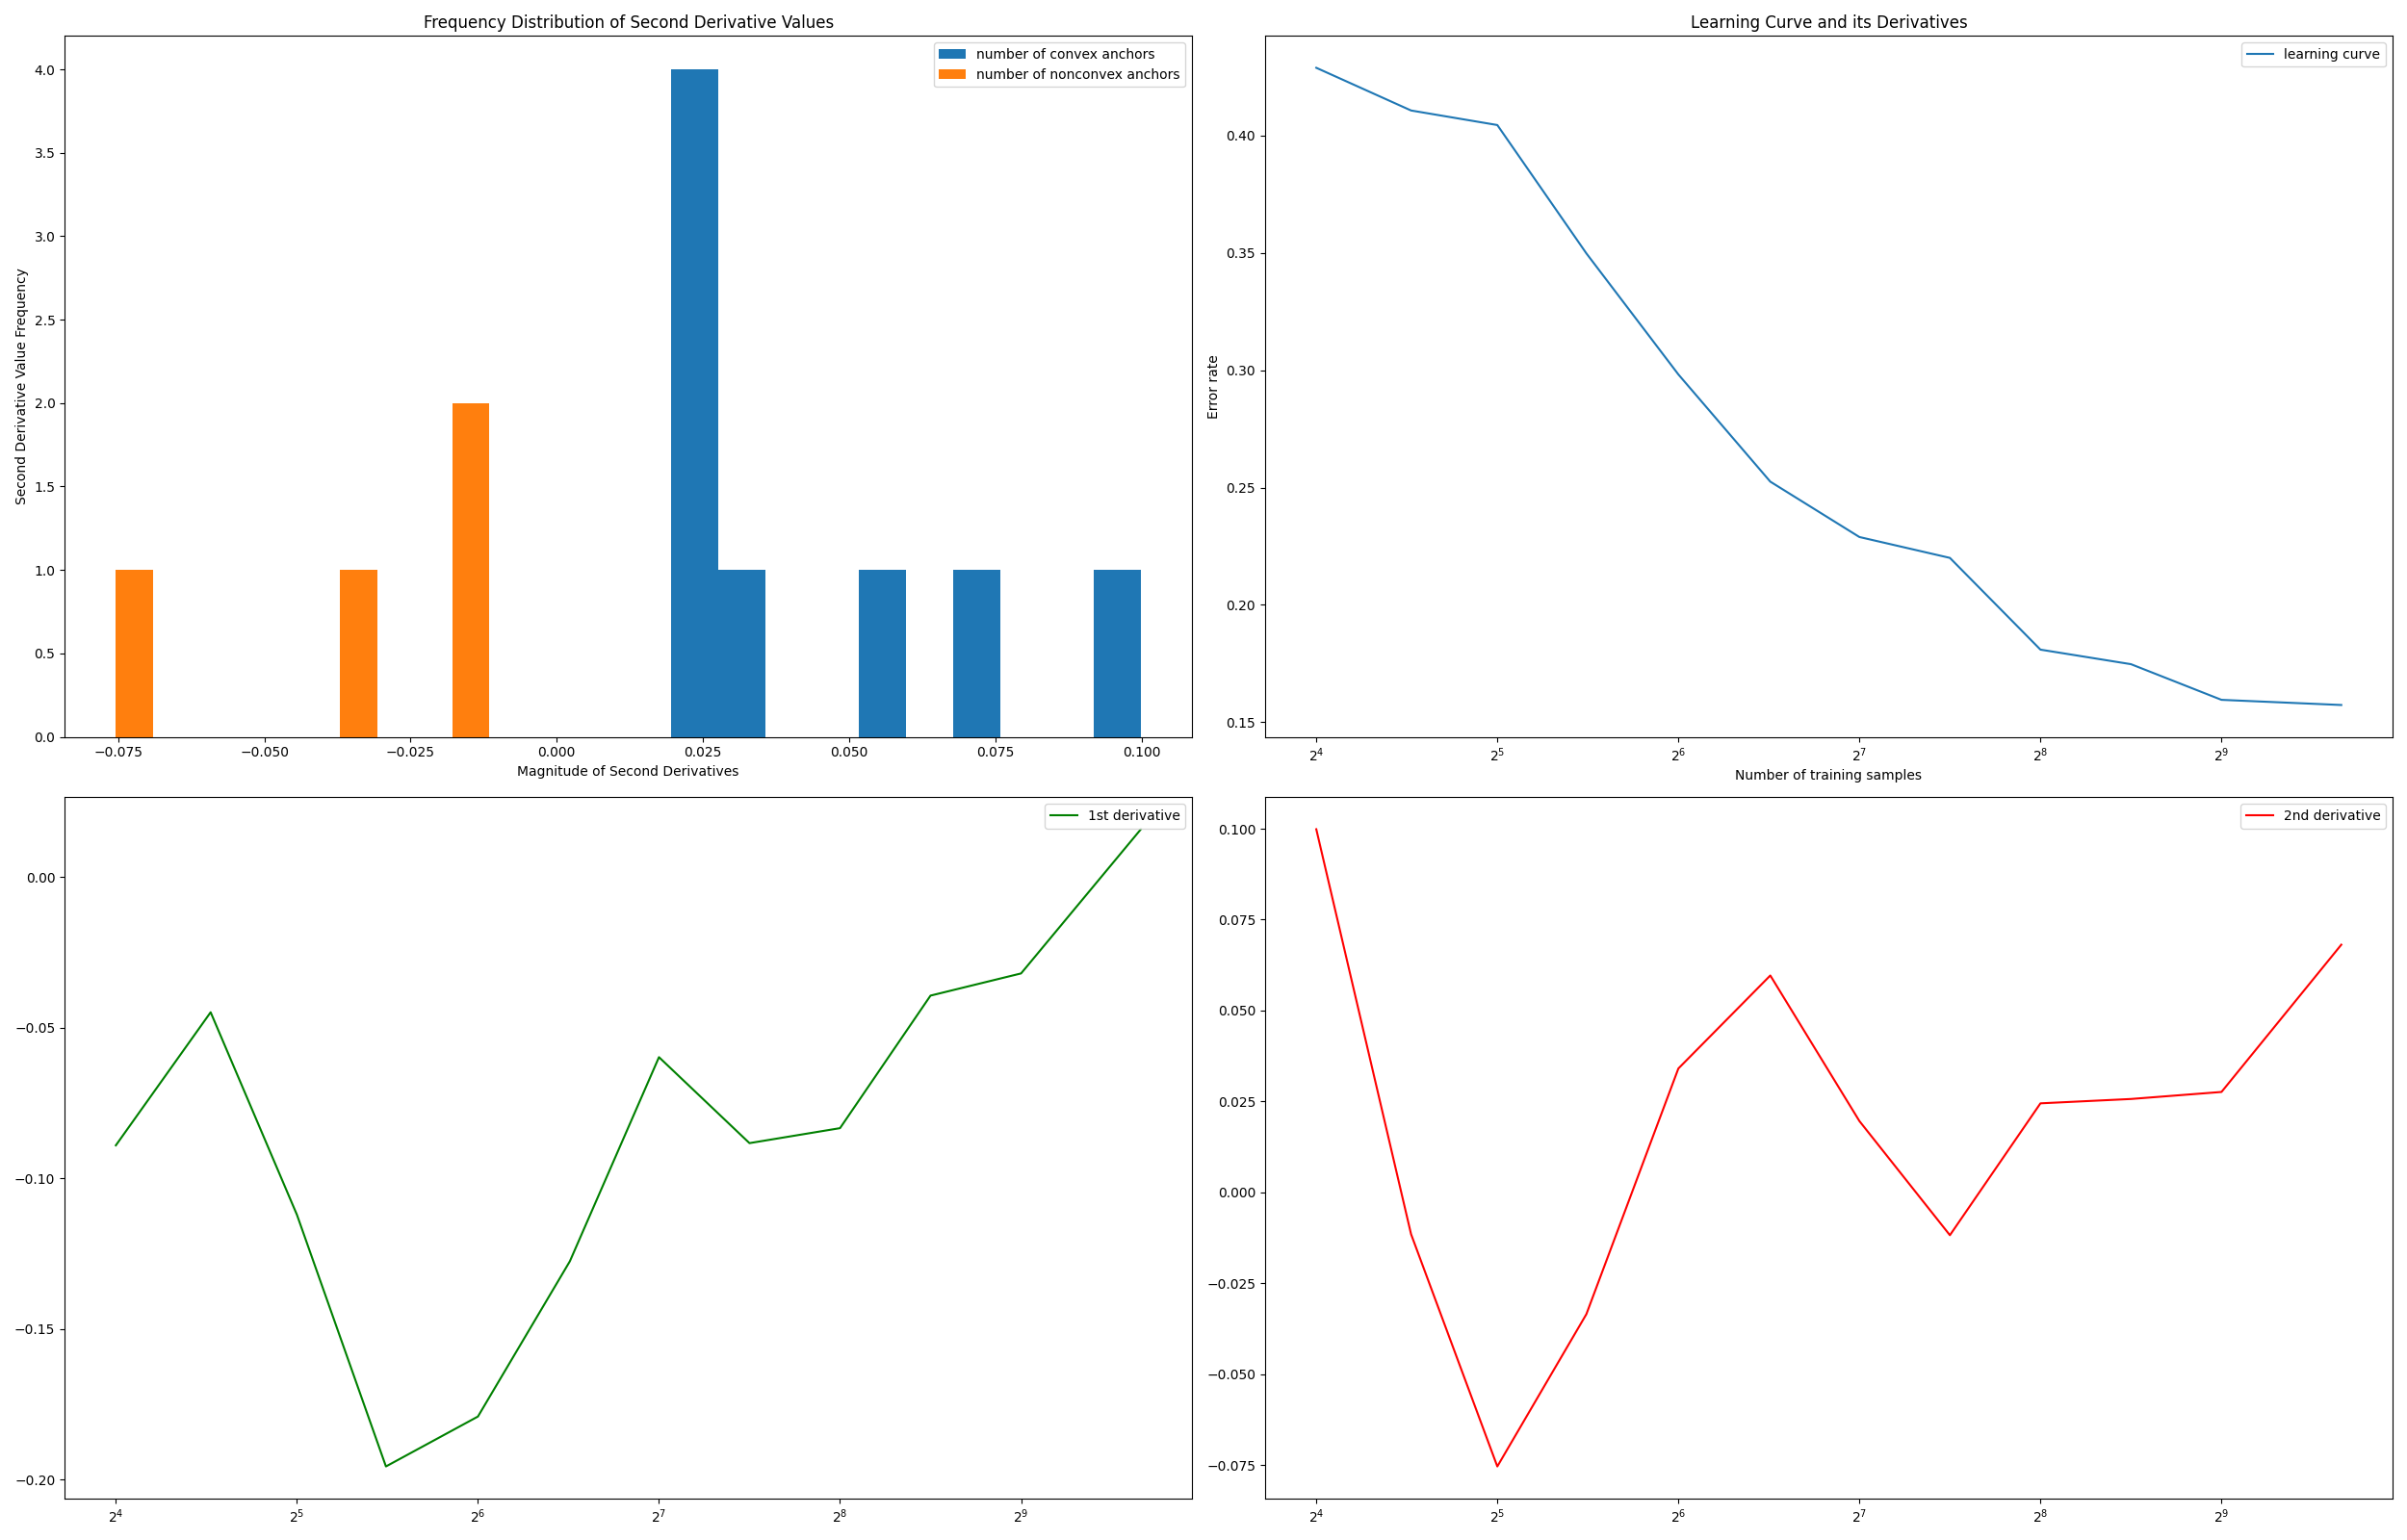 Frequency Distribution of Second Derivative Values
number of convex anchors
number of nonconvex anchors
Second Derivative Value Frequency
4.0
3.5
3.0
2.5
2.0
1.5
1.0
0.5
0.0
−0.075 −0.050 −0.025 0.000 0.025 0.050 0.075 0.100
Magnitude of Second Derivatives
Learning Curve and its Derivatives
learning curve
Error rate
0.40
0.35
0.30
0.25
0.20
0.15
2⁴ 2⁵ 2⁶ 2⁷ 2⁸ 2⁹
Number of training samples
1st derivative
0.00
−0.05
−0.10
−0.15
−0.20
2⁴ 2⁵ 2⁶ 2⁷ 2⁸ 2⁹
2nd derivative
0.100
0.075
0.050
0.025
0.000
−0.025
−0.050
−0.075
2⁴ 2⁵ 2⁶ 2⁷ 2⁸ 2⁹